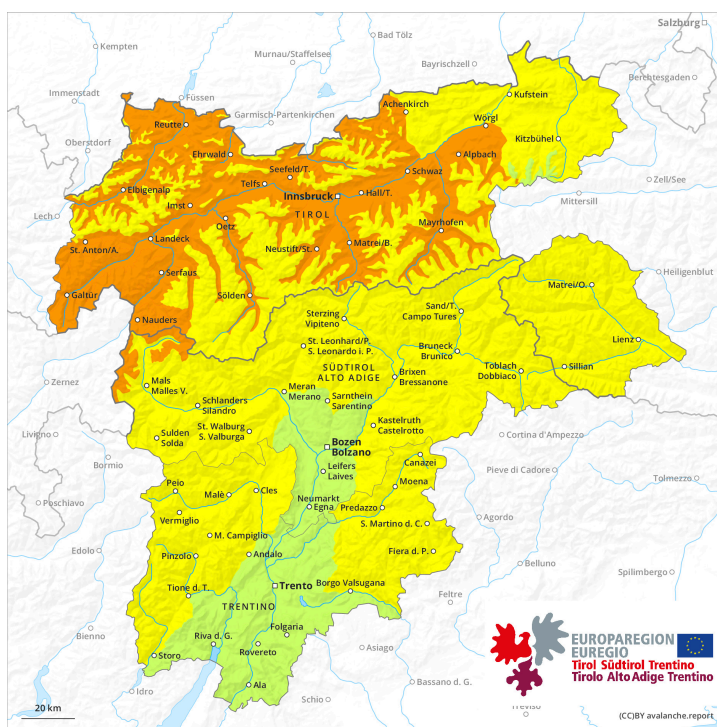 Salzburg
Kempten
Bad Tölz
Murnau/Staffelsee
Bayrischzell
Berchtesgaden
Immenstadt
Füssen
Achenkirch
Kufstein
Garmisch-Partenkirchen
Reutte
Wörgl
Oberstdorf
Kitzbühel
Ehrwald
Alpbach
Seefeld/T.
Schwaz
Zell/See
Elbigenalp
Telfs
Innsbruck
Hall/T.
Mittersill
Imst
TIROL
Lech
Oetz
Mayrhofen
St. Anton/A.
Landeck
Neustift/St.
Matrei/B.
Serfaus
Heiligenblut
Galtür
Sölden
Matrei/O.
Nauders
Sterzing
Vipiteno
Sand/T.
Campo Tures
Lienz
St. Leonhard/P.
S. Leonardo i. P.
Bruneck
Brunico
SÜDTIROL
ALTO ADIGE
Toblach
Dobbiaco
Sillian
Zernez
Mals
Malles V.
Meran
Merano
Brixen
Bressanone
Schlanders
Silandro
Sarnthein
Sarentino
Livigno
Sulden
Solda
St. Walburg
S. Valburga
Kastelruth
Castelrotto
Cortina d'Ampezzo
Bozen
Bolzano
Bormio
Canazei
Leifers
Laives
Pieve di Cadore
Tolmezzo
Poschiavo
Peio
Malè
Cles
Moena
Neumarkt
Egna
Predazzo
Vermiglio
Agordo
S. Martino d. C.
M. Campiglio
Edolo
Pinzolo
Andalo
Fiera d. P.
Belluno
Spilimbergo
Tione d. T.
Trento
Borgo Valsugana
Feltre
TRENTINO
Bienno
Folgaria
Riva d. G.
Rovereto
Asiago
Storo
Ala
Bassano d. G.
Idro
Schio
Treviso
EUROPAREGION
EUREGIO
Tirol Südtirol Trentino
Tirolo Alto Adige Trentino
20 km
(CC)BY avalanche.report